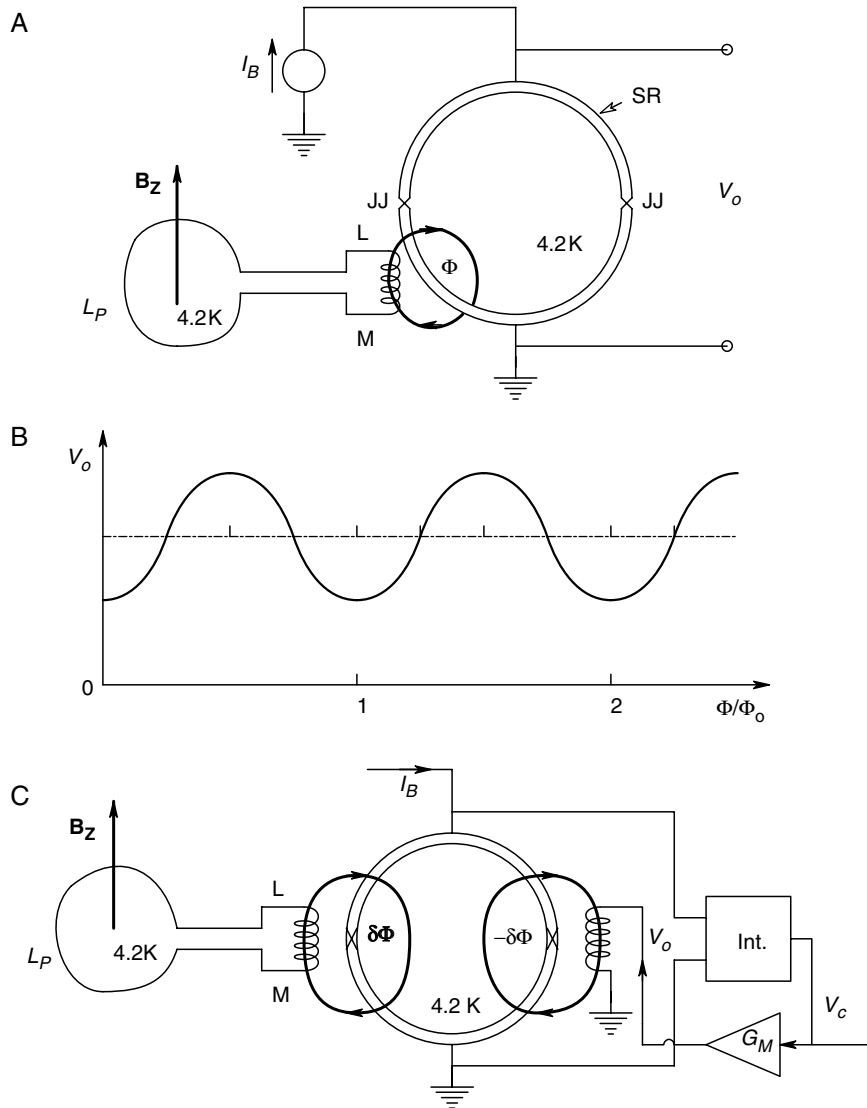 A
I_B
SR
B_Z
JJ
JJ
V_o
L
4.2K
Φ
L_P
4.2K
M
B
V_o
0
1
2
Φ/Φ_o
C
I_B
B_Z
L
δΦ
−δΦ
V_o
Int.
4.2K
L_P
M
4.2 K
V_c
G_M